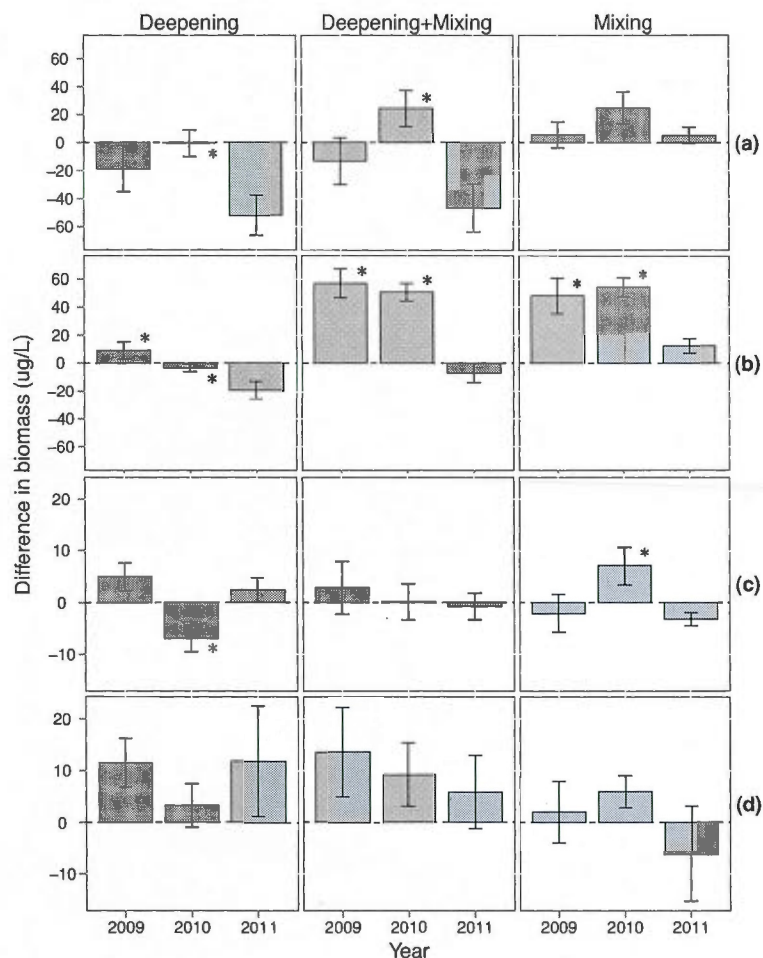 Deepening
Deepening+Mixing
Mixing
60
40
20
0
−20
−40
−60
*
*
(a)
60
40
20
0
−20
−40
−60
*
*
*
*
*
*
(b)
20
10
0
−10
*
*
(c)
20
10
0
−10
(d)
2009 2010 2011
2009 2010 2011
2009 2010 2011
Year
Difference in biomass (ug/L)